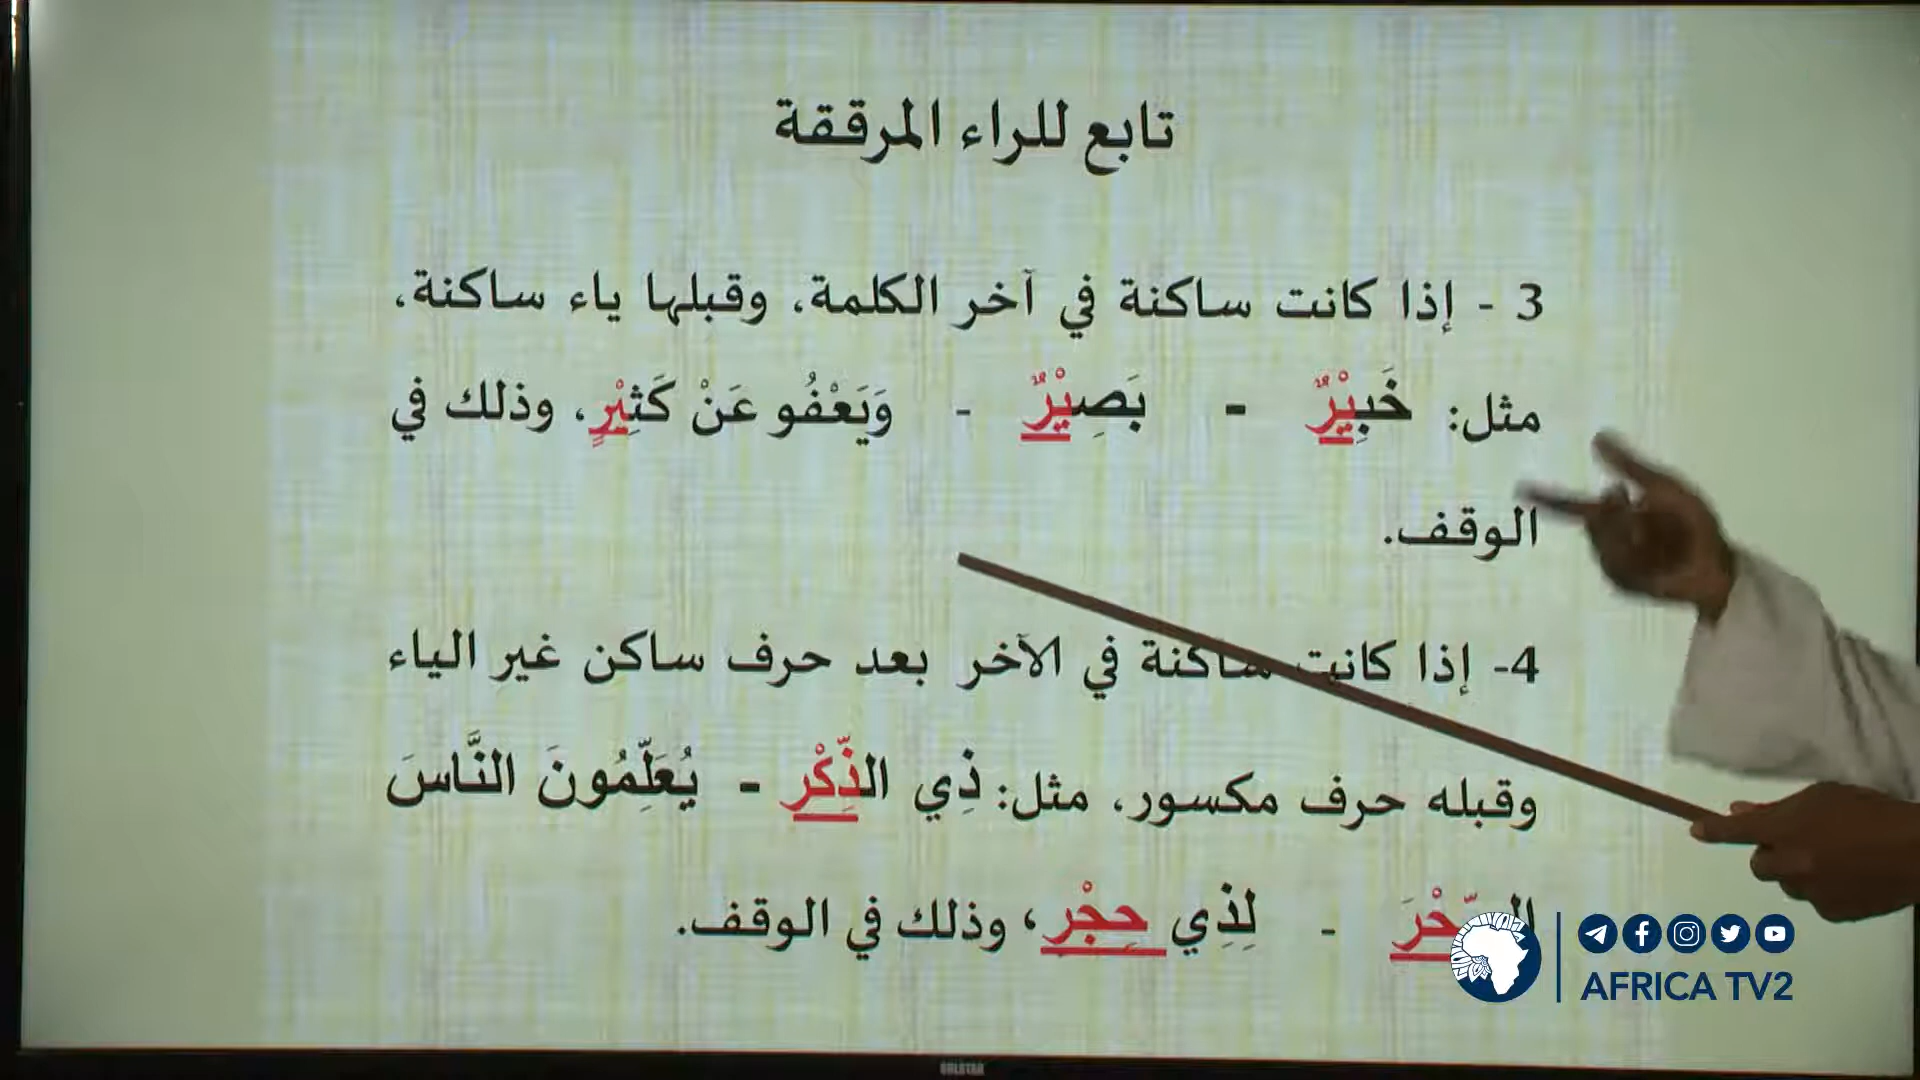 تابع للراء المرققة
3 - إذا كانت ساكنة في آخر الكلمة، وقبلها ياء ساكنة،
مثل: خَبِيْرٌ - بَصِيْرٌ - وَيَعْفُو عَنْ كَثِيْرٍ، وذلك في
الوقف.
4- إذا كانت ساكنة في الآخر بعد حرف ساكن غير الياء
وقبله حرف مكسور، مثل: ذِي الذِّكْر - يُعَلِّمُونَ النَّاسَ
- لِذِي حِجْر، وذلك في الوقف.
AFRICA TV2